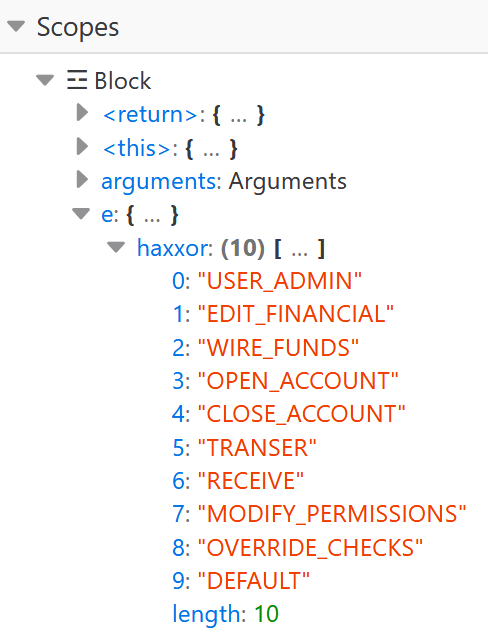 Scopes
Block
<return>: { … }
<this>: { … }
arguments: Arguments
e: { … }
haxxor: (10) [ … ]
0: "USER_ADMIN"
1: "EDIT_FINANCIAL"
2: "WIRE_FUNDS"
3: "OPEN_ACCOUNT"
4: "CLOSE_ACCOUNT"
5: "TRANSER"
6: "RECEIVE"
7: "MODIFY_PERMISSIONS"
8: "OVERRIDE_CHECKS"
9: "DEFAULT"
length: 10